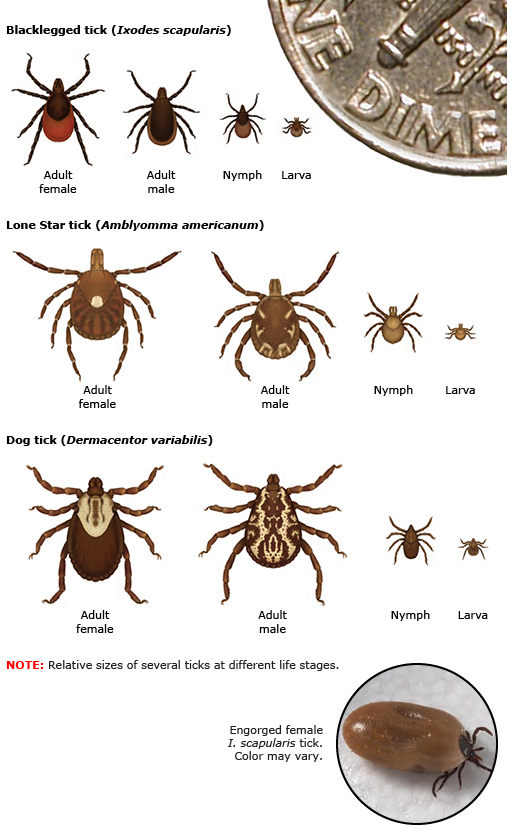 Blacklegged tick (Ixodes scapularis)
NE DIME
Adult female
Adult male
Nymph
Larva
Lone Star tick (Amblyomma americanum)
Adult female
Adult male
Nymph
Larva
Dog tick (Dermacentor variabilis)
Adult female
Adult male
Nymph
Larva
NOTE: Relative sizes of several ticks at different life stages.
Engorged female
I. scapularis tick.
Color may vary.